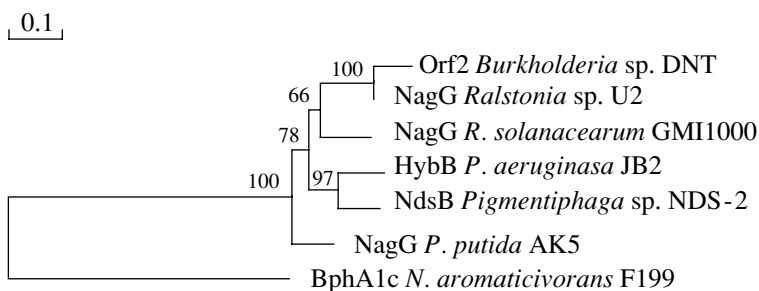 0.1
100
Orf2 Burkholderia sp. DNT
NagG Ralstonia sp. U2
66
NagG R. solanacearum GMI1000
78
HybB P. aeruginasa JB2
97
100
NdsB Pigmentiphaga sp. NDS-2
NagG P. putida AK5
BphA1c N. aromaticivorans F199